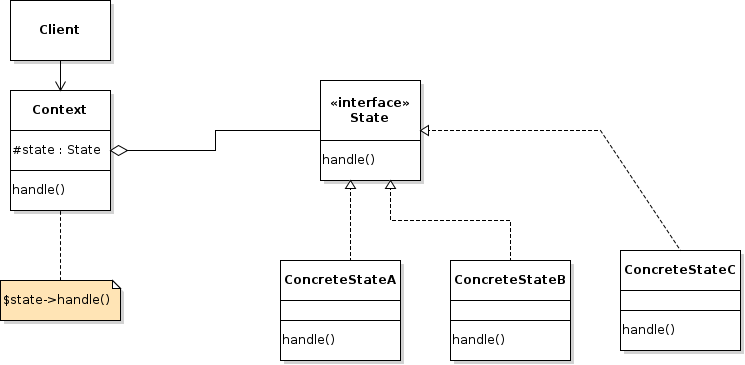 Client
Context
#state : State
handle()
$state->handle()
«interface»
State
handle()
ConcreteStateA
handle()
ConcreteStateB
handle()
ConcreteStateC
handle()